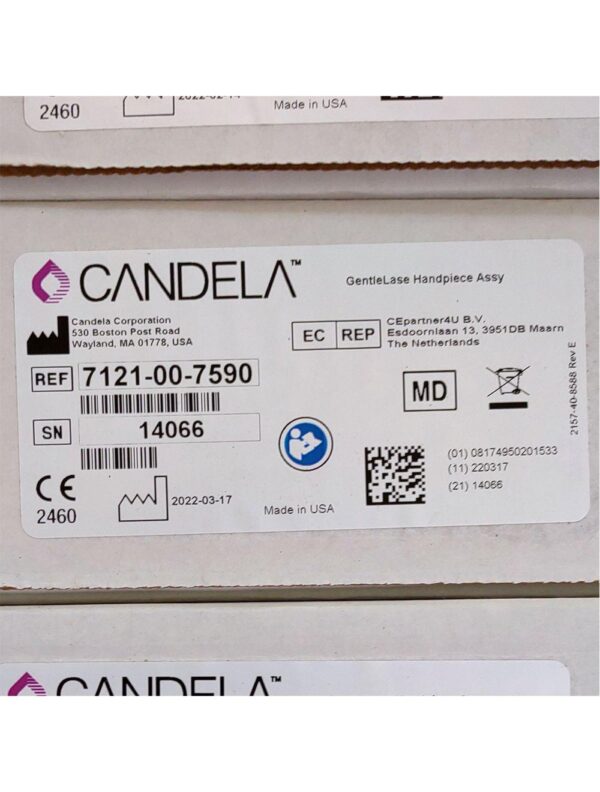 2460
Made in USA
CANDELA™
GentleLase Handpiece Assy
Candela Corporation
530 Boston Post Road
Wayland, MA 01778, USA
EC REP
CEpartner4U B.V.
Esdoornlaan 13, 3951DB Maarn
The Netherlands
REF 7121-00-7590
MD
SN 14066
2157-40-8588 Rev E
(01) 08174950201533
(11) 220317
(21) 14066
CE
2460
2022-03-17
Made in USA
CANDELA™